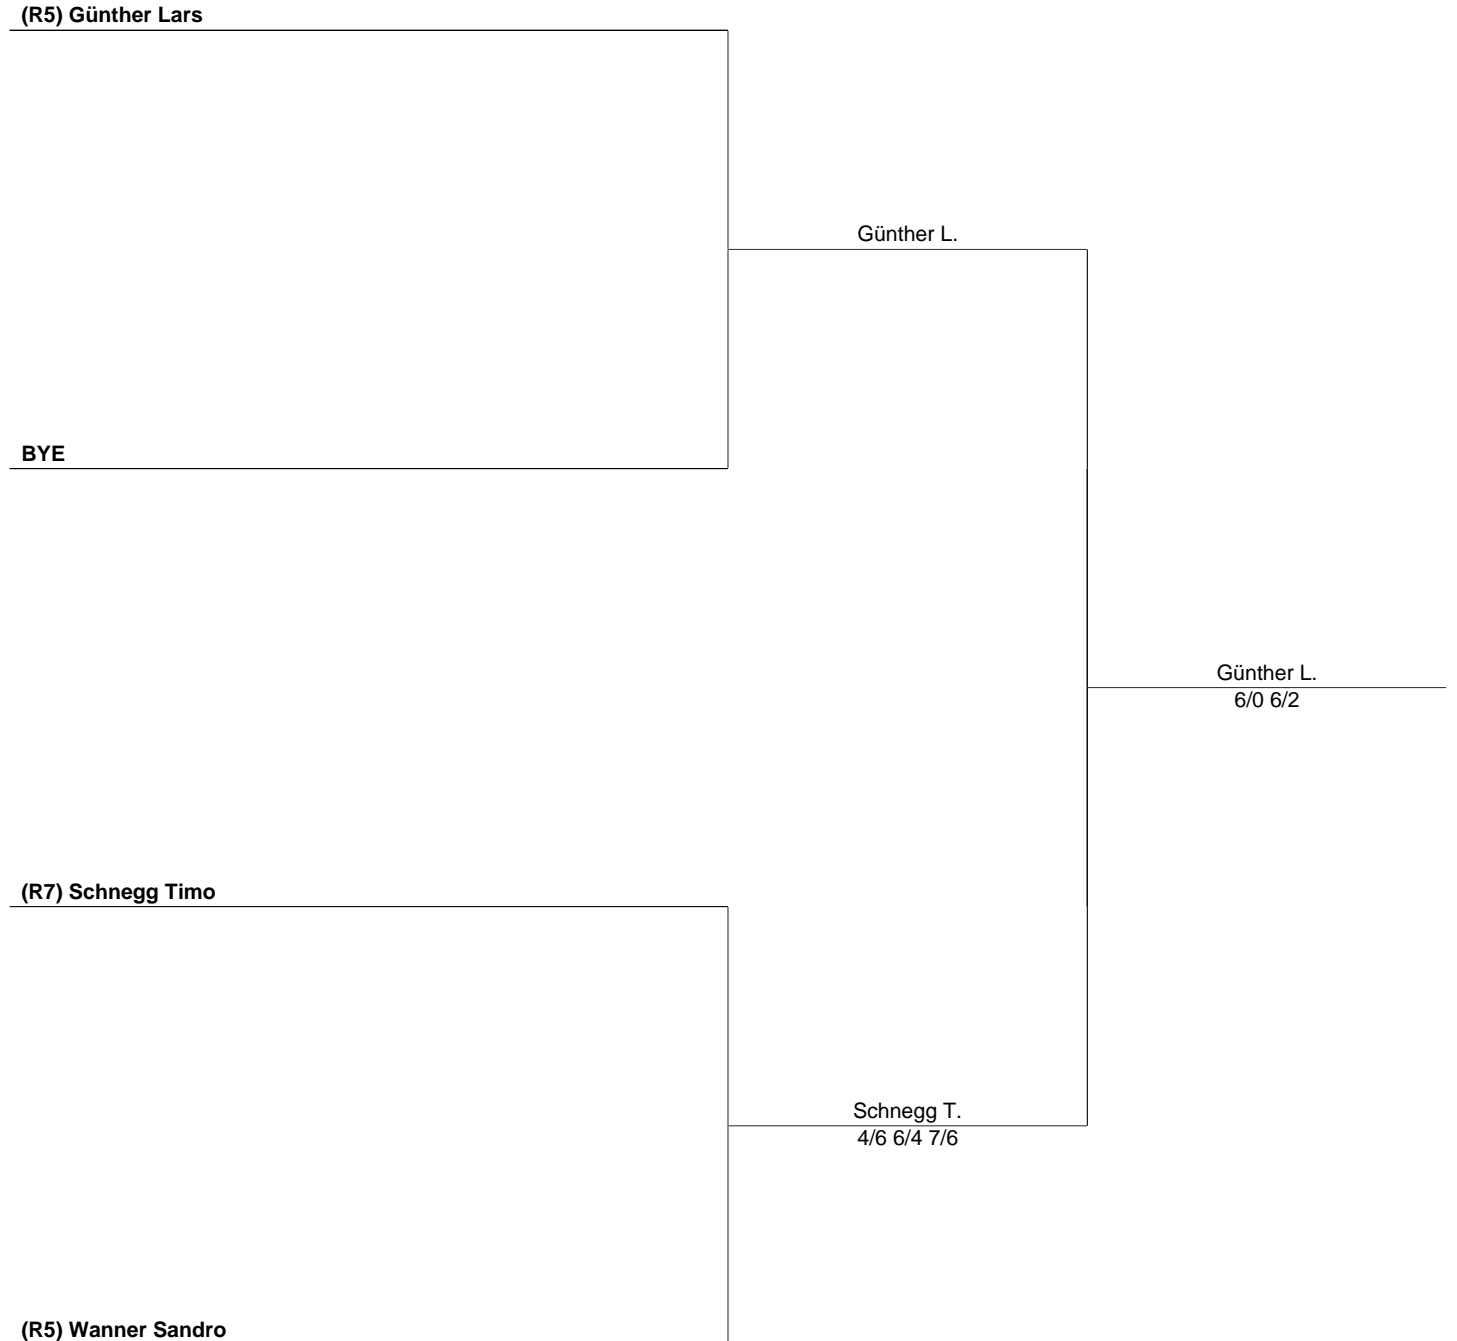 (R5) Günther Lars
Günther L.
BYE
Günther L.
6/0 6/2
(R7) Schnegg Timo
Schnegg T.
4/6 6/4 7/6
(R5) Wanner Sandro